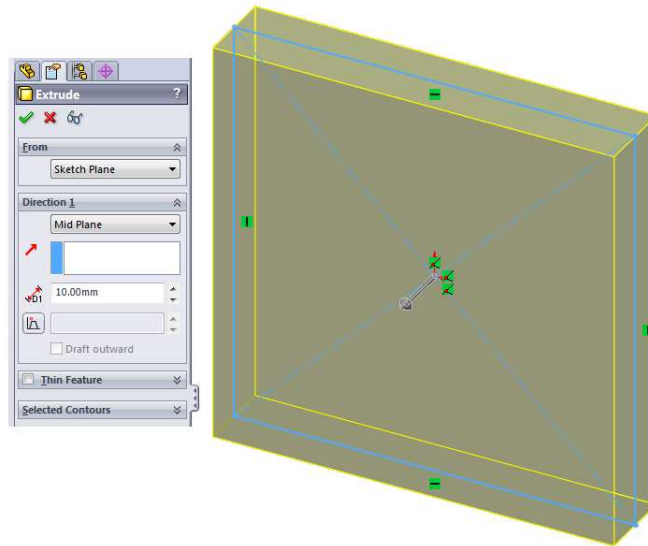 Extrude ?
From
Sketch Plane
Direction 1
Mid Plane
D1 10.00mm
Draft outward
Thin Feature
Selected Contours